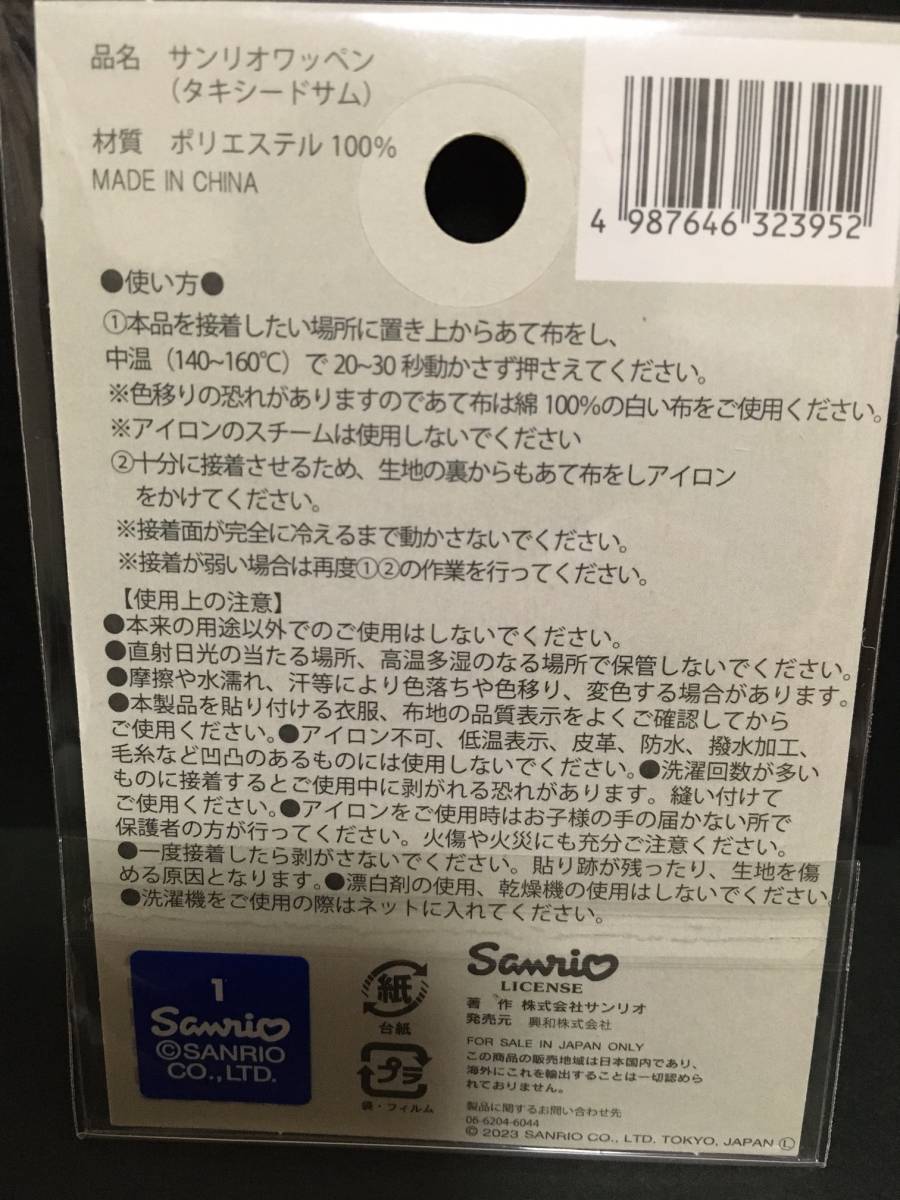 品名 サンリオワッペン
(タキシードサム)
材質 ポリエステル 100%
MADE IN CHINA
4 987646 323952
●使い方●
①本品を接着したい場所に置き上からあて布をし、
中温（140~160℃）で20~30 秒動かさず押さえてください。
※色移りの恐れがありますのであて布は綿 100%の白い布をご使用ください。
※アイロンのスチームは使用しないでください
②十分に接着させるため、生地の裏からもあて布をしアイロン
をかけてください。
※接着面が完全に冷えるまで動かさないでください。
※接着が弱い場合は再度①②の作業を行ってください。
【使用上の注意】
●本来の用途以外でのご使用はしないでください。
●直射日光の当たる場所、高温多湿のなる場所で保管しないでください。
●摩擦や水濡れ、汗等により色落ちや色移り、変色する場合があります。
●本製品を貼り付ける衣服、布地の品質表示をよくご確認してから
ご使用ください。●アイロン不可、低温表示、皮革、防水、撥水加工、
毛糸など凹凸のあるものには使用しないでください。●洗濯回数が多い
ものに接着するとご使用中に剥がれる恐れがあります。縫い付けて
ご使用ください。●アイロンをご使用時はお子様の手の届かない所で
保護者の方が行ってください。火傷や火災にも充分ご注意ください。
●一度接着したら剥がさないでください。貼り跡が残ったり、生地を傷
める原因となります。●漂白剤の使用、乾燥機の使用はしないでください。
●洗濯機をご使用の際はネットに入れてください。
1
Sanrio
©SANRIO
CO.,LTD.
紙
台紙
プラ
袋・フィルム
Sanrio
LICENSE
著 作 株式会社サンリオ
発売元 興和株式会社
FOR SALE IN JAPAN ONLY
この商品の販売地域は日本国内であり、
海外にこれを輸出することは一切認めら
れておりません。
製品に関するお問い合わせ先
06-6204-6044
© 2023 SANRIO CO., LTD. TOKYO, JAPAN Ⓛ